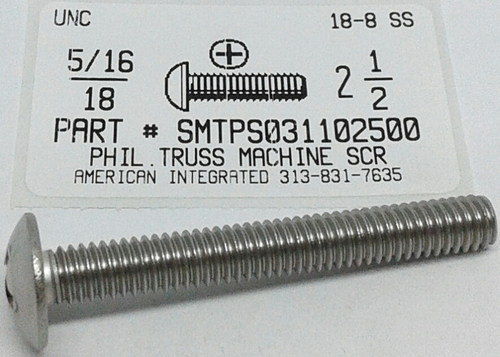 UNC 18-8 SS
5/16
18
2 1/2
PART # SMTPS031102500
PHIL.TRUSS MACHINE SCR
AMERICAN INTEGRATED 313-831-7635